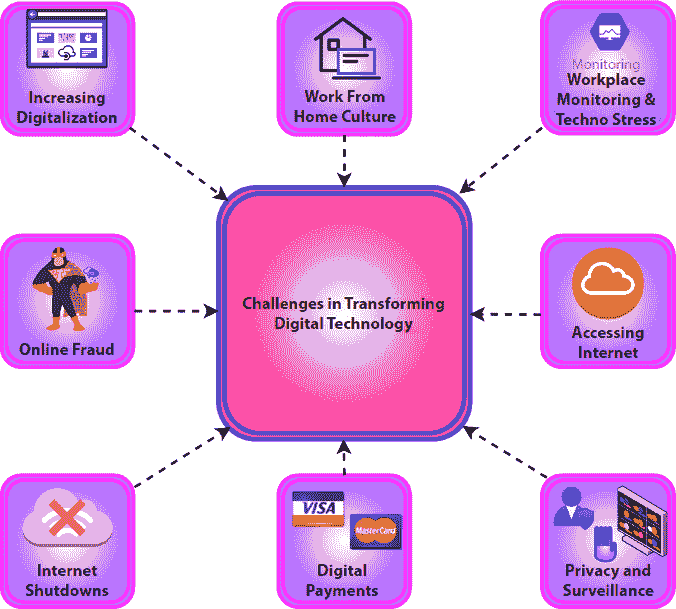 Increasing
Digitalization
Work From
Home Culture
Monitoring
Workplace
Monitoring &
Techno Stress
Online Fraud
Challenges in Transforming
Digital Technology
Accessing
Internet
Internet
Shutdowns
VISA
MasterCard
Digital
Payments
Privacy and
Surveillance